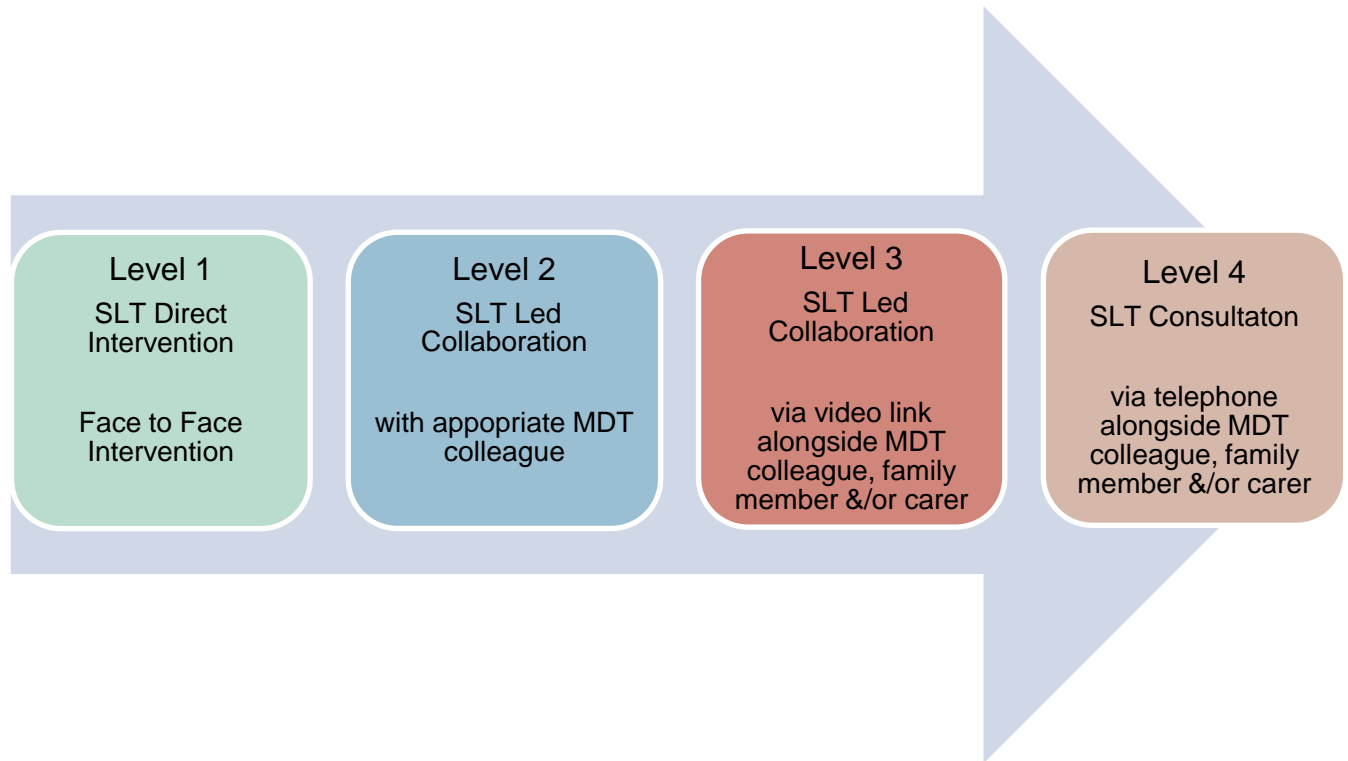 Level 1
SLT Direct
Intervention
Face to Face
Intervention
Level 2
SLT Led
Collaboration
with appopriate MDT
colleague
Level 3
SLT Led
Collaboration
via video link
alongside MDT
colleague, family
member &/or carer
Level 4
SLT Consultaton
via telephone
alongside MDT
colleague, family
member &/or carer